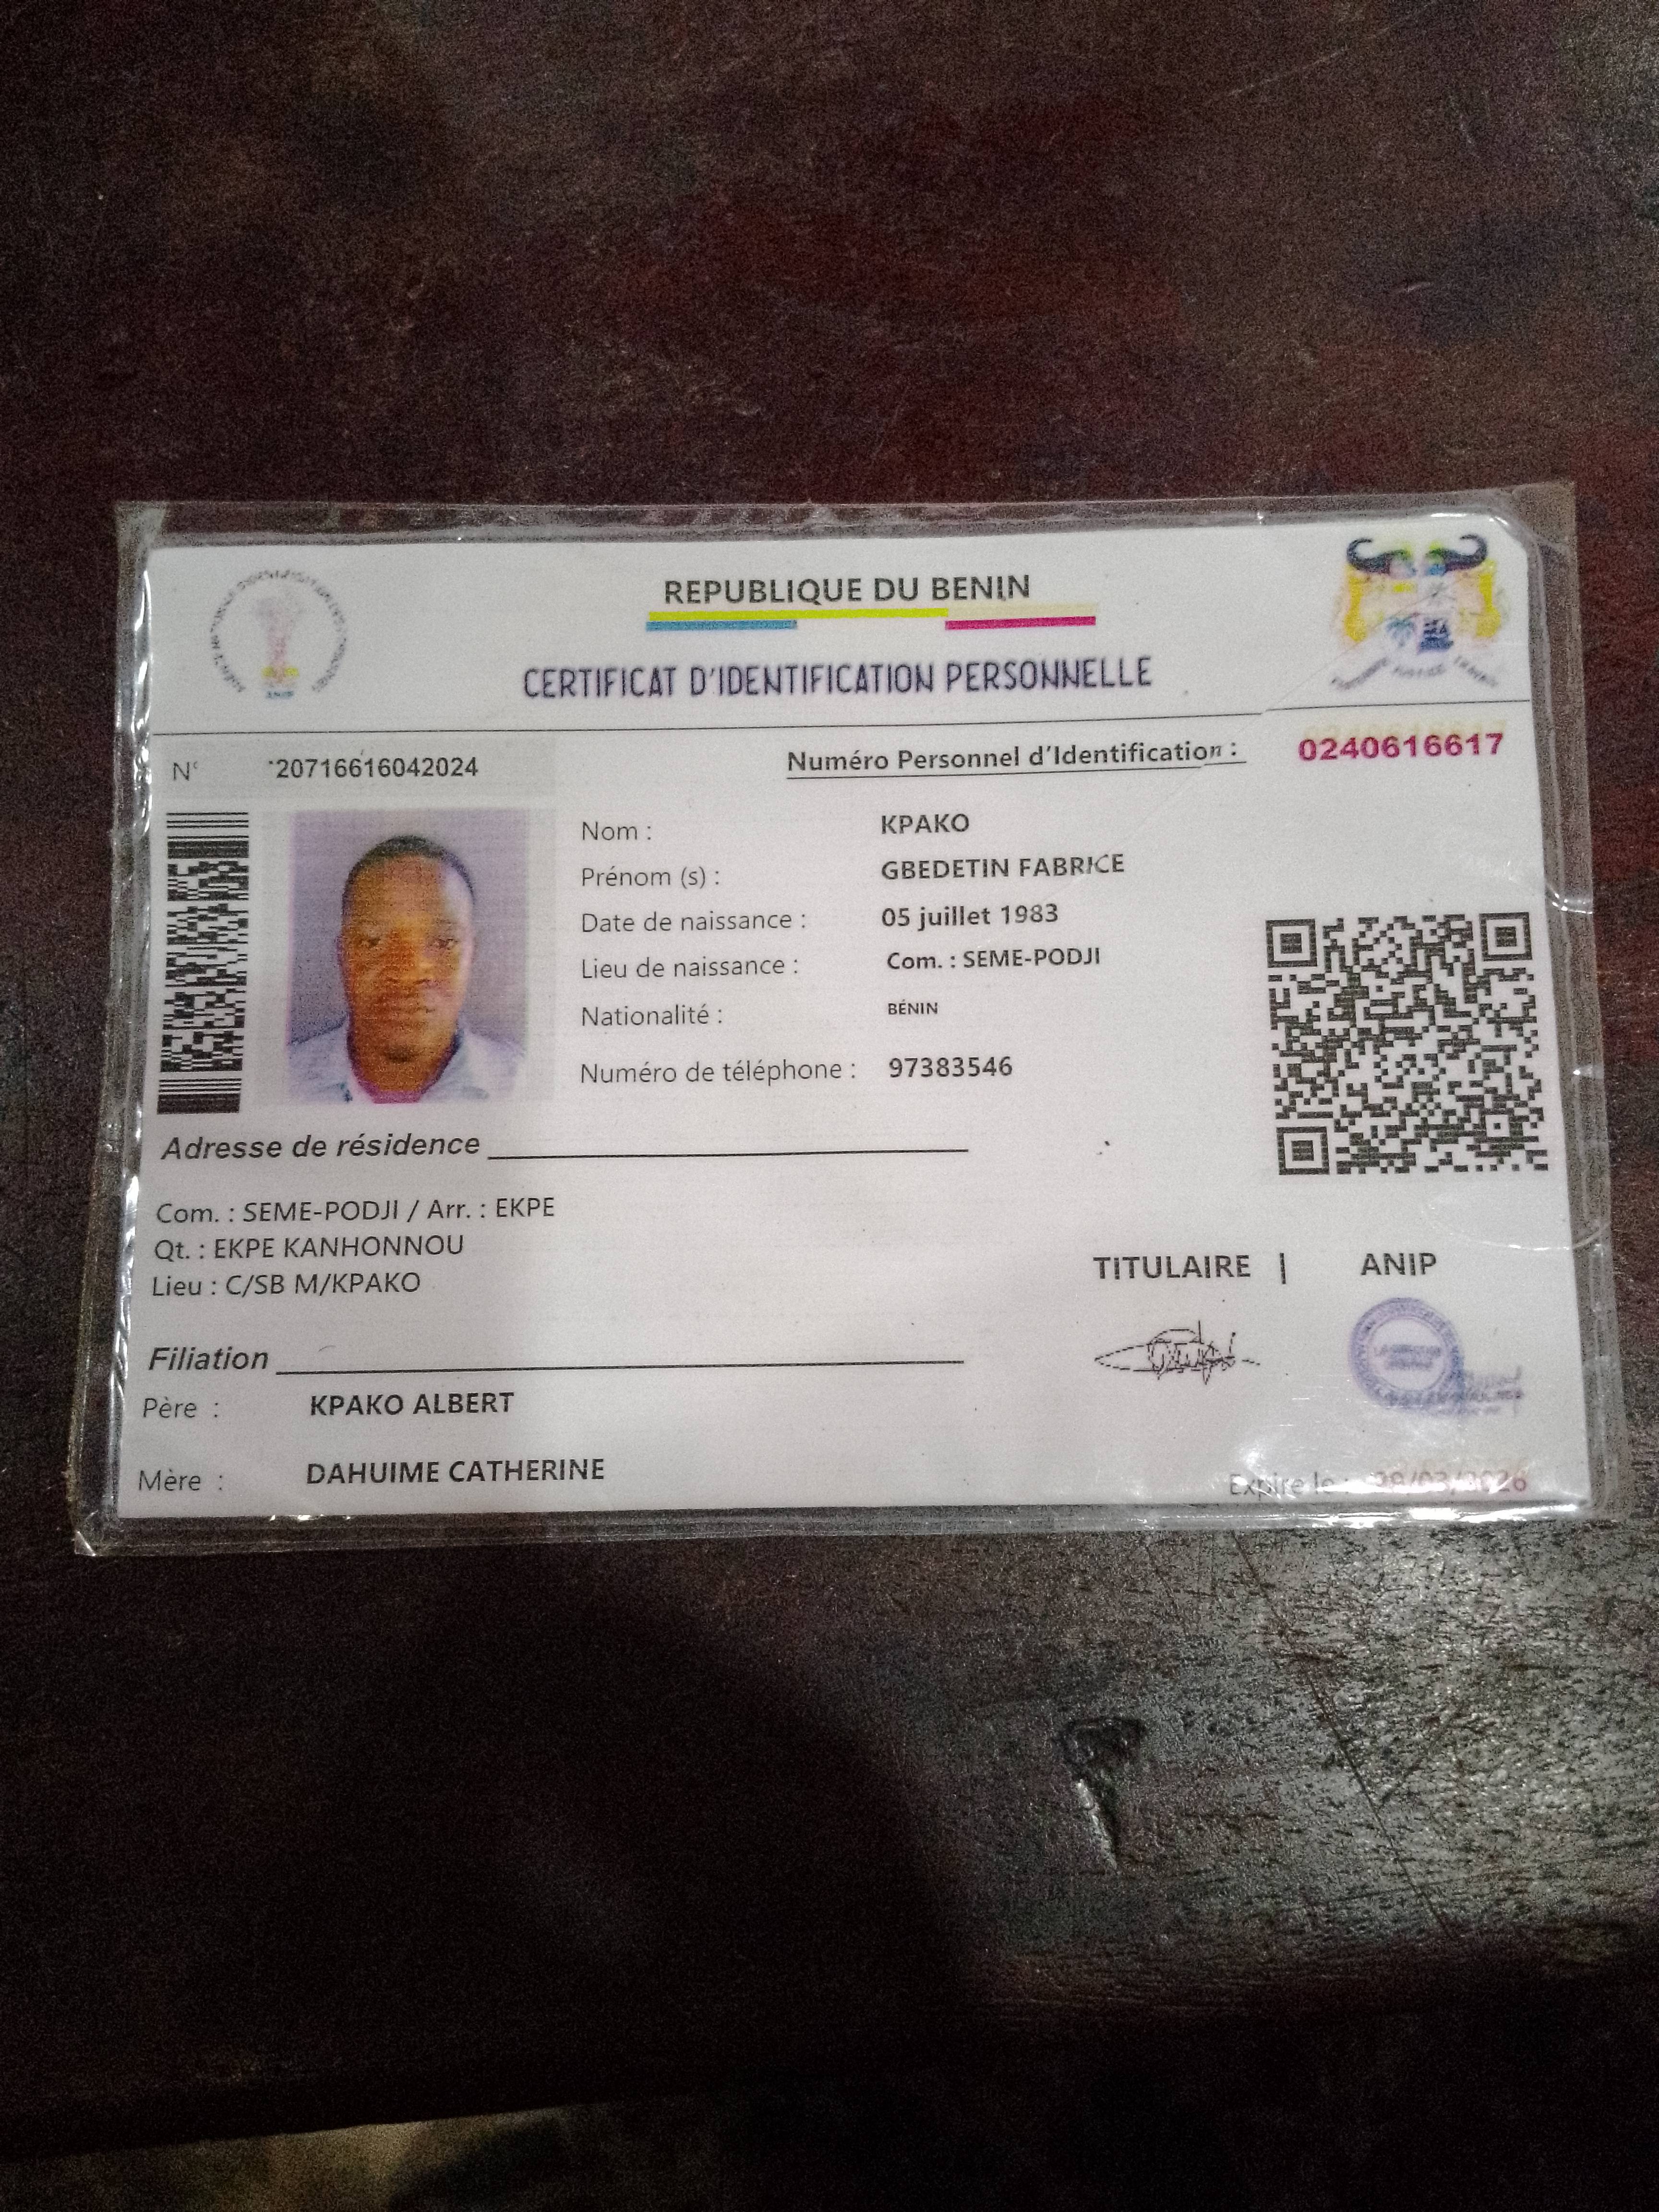 REPUBLIQUE DU BENIN
CERTIFICAT D'IDENTIFICATION PERSONNELLE
N° 20716616042024
Numéro Personnel d'Identification : 0240616617
Nom : KPAKO
Prénom (s) : GBEDETIN FABRICE
Date de naissance : 05 juillet 1983
Lieu de naissance : Com. : SEME-PODJI
Nationalité : BÉNIN
Numéro de téléphone : 97383546
Adresse de résidence
Com. : SEME-PODJI / Arr. : EKPE
Qt. : EKPE KANHONNOU
Lieu : C/SB M/KPAKO
TITULAIRE | ANIP
Filiation
Père : KPAKO ALBERT
Mère : DAHUIME CATHERINE
Expire le :